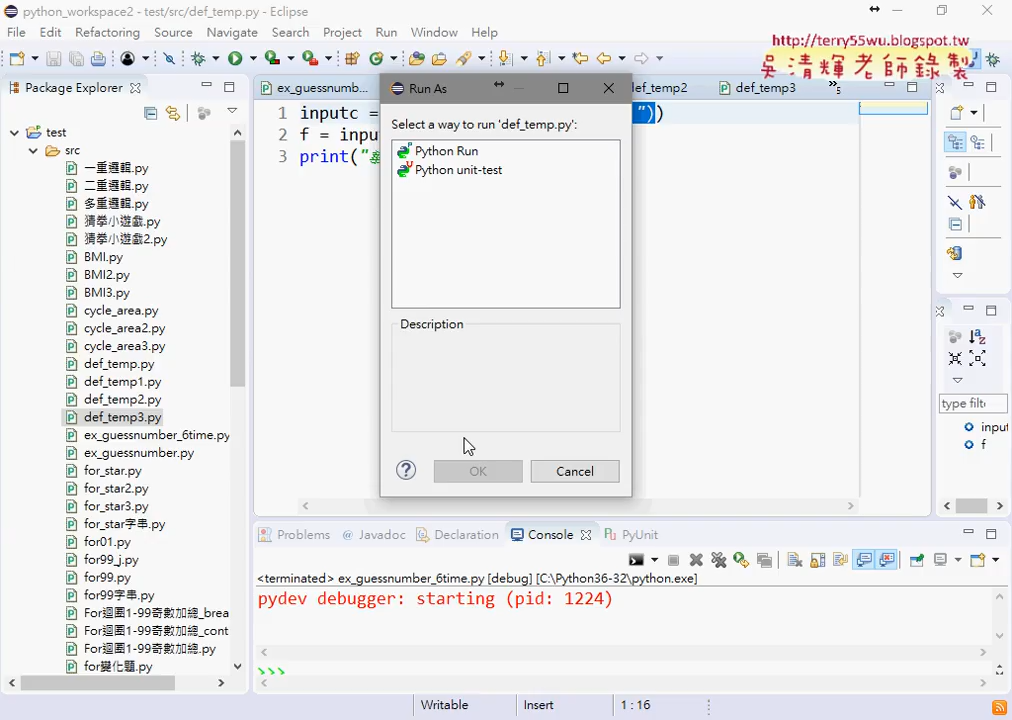 python_workspace2 - test/src/def_temp.py - Eclipse
File Edit Refactoring Source Navigate Search Project Run Window Help
http://terry55wu.blogspot.tw
吳清輝老師錄製
Package Explorer
ex_guessnumb...
def_temp2
def_temp3
5
Run As
Select a way to run 'def_temp.py':
Python Run
Python unit-test
Description
OK
Cancel
1 inputc = ")
2 f = inpu
3 print("
test
src
一重邏輯.py
二重邏輯.py
多重邏輯.py
猜拳小遊戲.py
猜拳小遊戲2.py
BMI.py
BMI2.py
BMI3.py
cycle_area.py
cycle_area2.py
cycle_area3.py
def_temp.py
def_temp1.py
def_temp2.py
def_temp3.py
ex_guessnumber_6time.py
ex_guessnumber.py
for_star.py
for_star2.py
for_star3.py
for_star字串.py
for01.py
for99_j.py
for99.py
for99字串.py
For迴圈1-99奇數加總_brea
For迴圈1-99奇數加總_cont
For迴圈1-99奇數加總.py
for變化題.py
type filte
input
f
Problems Javadoc Declaration Console PyUnit
<terminated> ex_guessnumber_6time.py [debug] [C:\Python36-32\python.exe]
pydev debugger: starting (pid: 1224)
>>>
Writable Insert 1 : 16